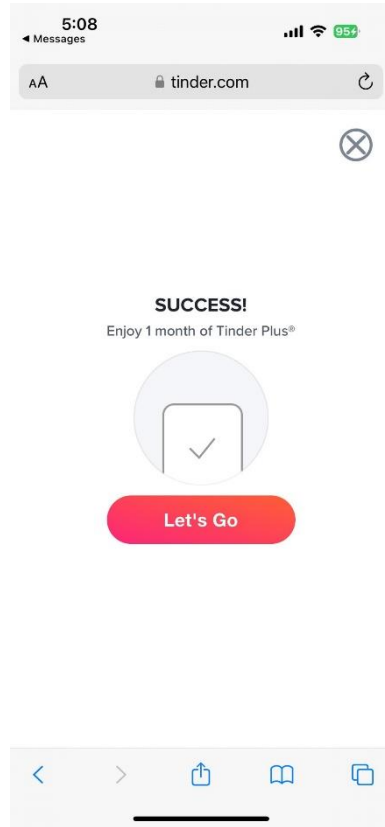 5:08
◀ Messages
95
AA
tinder.com
SUCCESS!
Enjoy 1 month of Tinder Plus®
Let's Go